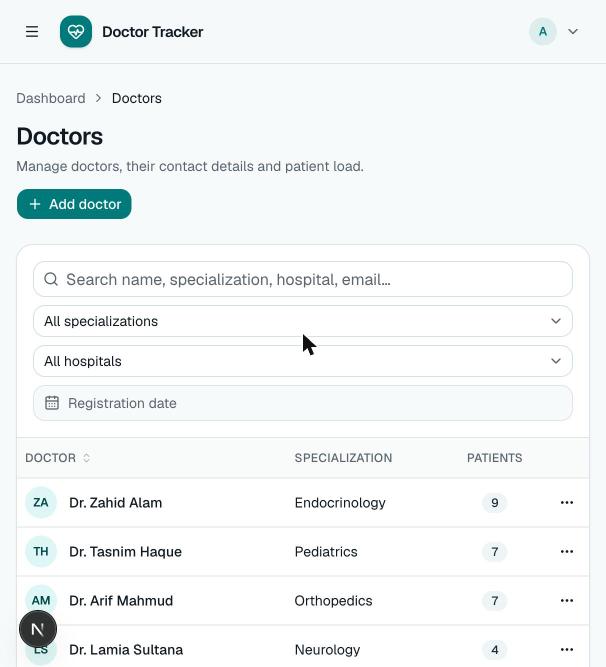 Doctor Tracker
A
Dashboard > Doctors
Doctors
Manage doctors, their contact details and patient load.
+ Add doctor
Search name, specialization, hospital, email...
All specializations
All hospitals
Registration date
DOCTOR SPECIALIZATION PATIENTS
ZA Dr. Zahid Alam Endocrinology 9
TH Dr. Tasnim Haque Pediatrics 7
AM Dr. Arif Mahmud Orthopedics 7
N
LS Dr. Lamia Sultana Neurology 4